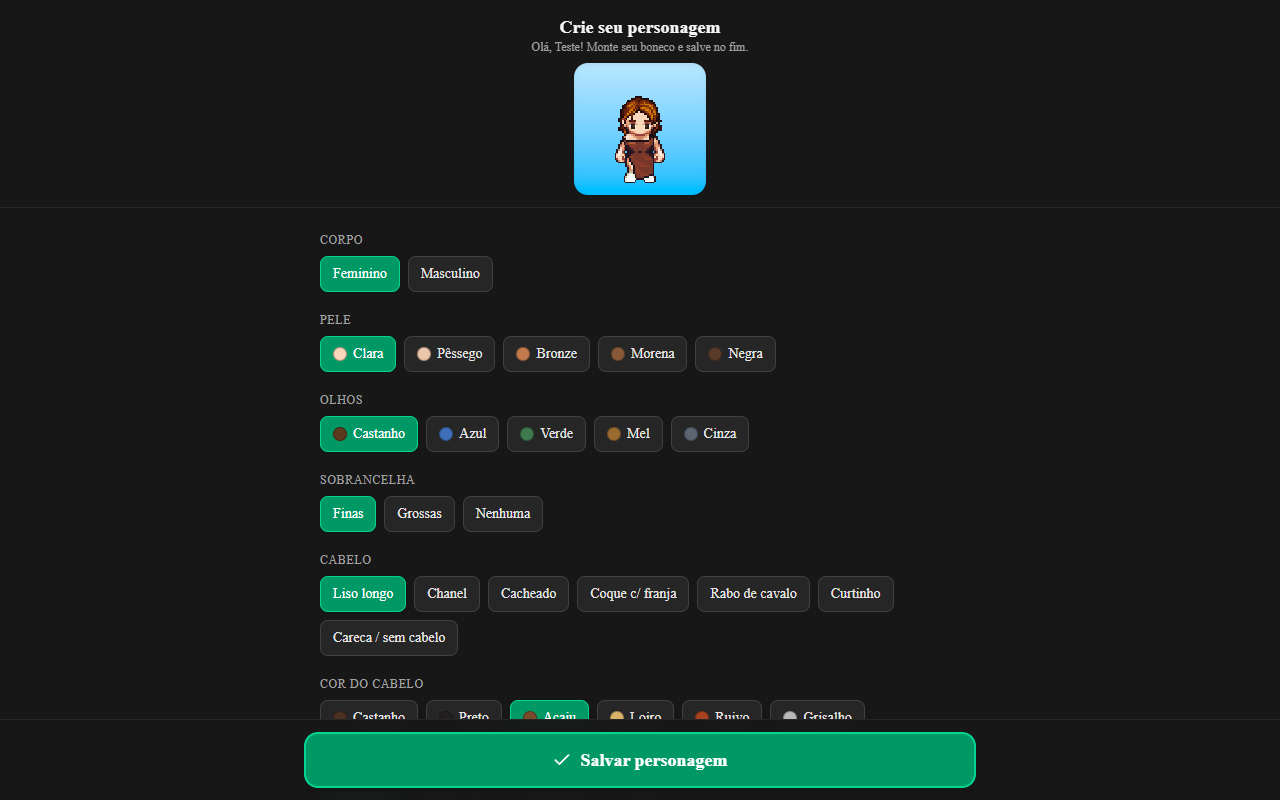 Crie seu personagem
Olá, Teste! Monte seu boneco e salve no fim.
CORPO
Feminino Masculino
PELE
Clara Pêssego Bronze Morena Negra
OLHOS
Castanho Azul Verde Mel Cinza
SOBRANCELHA
Finas Grossas Nenhuma
CABELO
Liso longo Chanel Cacheado Coque c/ franja Rabo de cavalo Curtinho
Careca / sem cabelo
COR DO CABELO
Castanho Preto Acaju Loiro Ruivo Grisalho
Salvar personagem